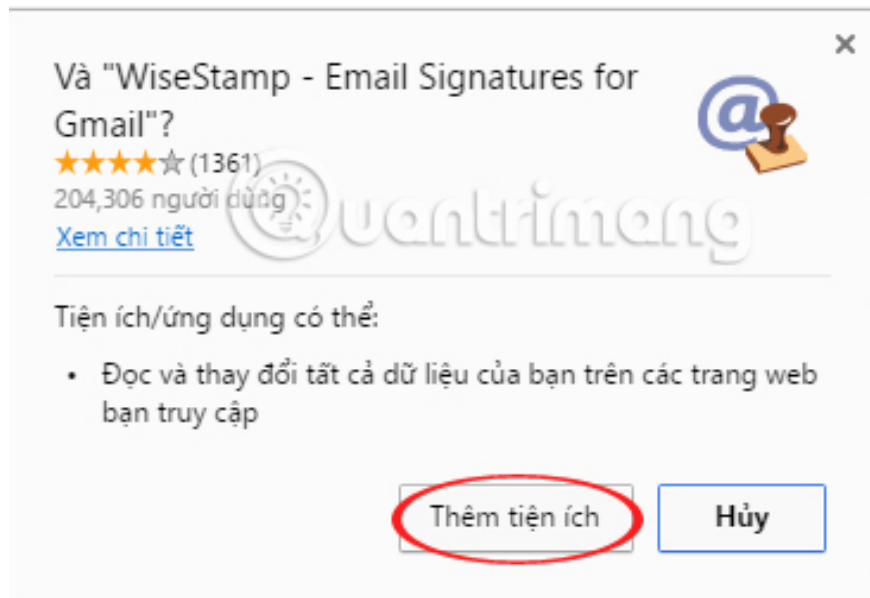 Và "WiseStamp - Email Signatures for
Gmail"?
(1361)
204,306 người dùng
Xem chi tiết
Quantrimang
Tiện ích/ứng dụng có thể:
• Đọc và thay đổi tất cả dữ liệu của bạn trên các trang web
bạn truy cập
Thêm tiện ích
Hủy